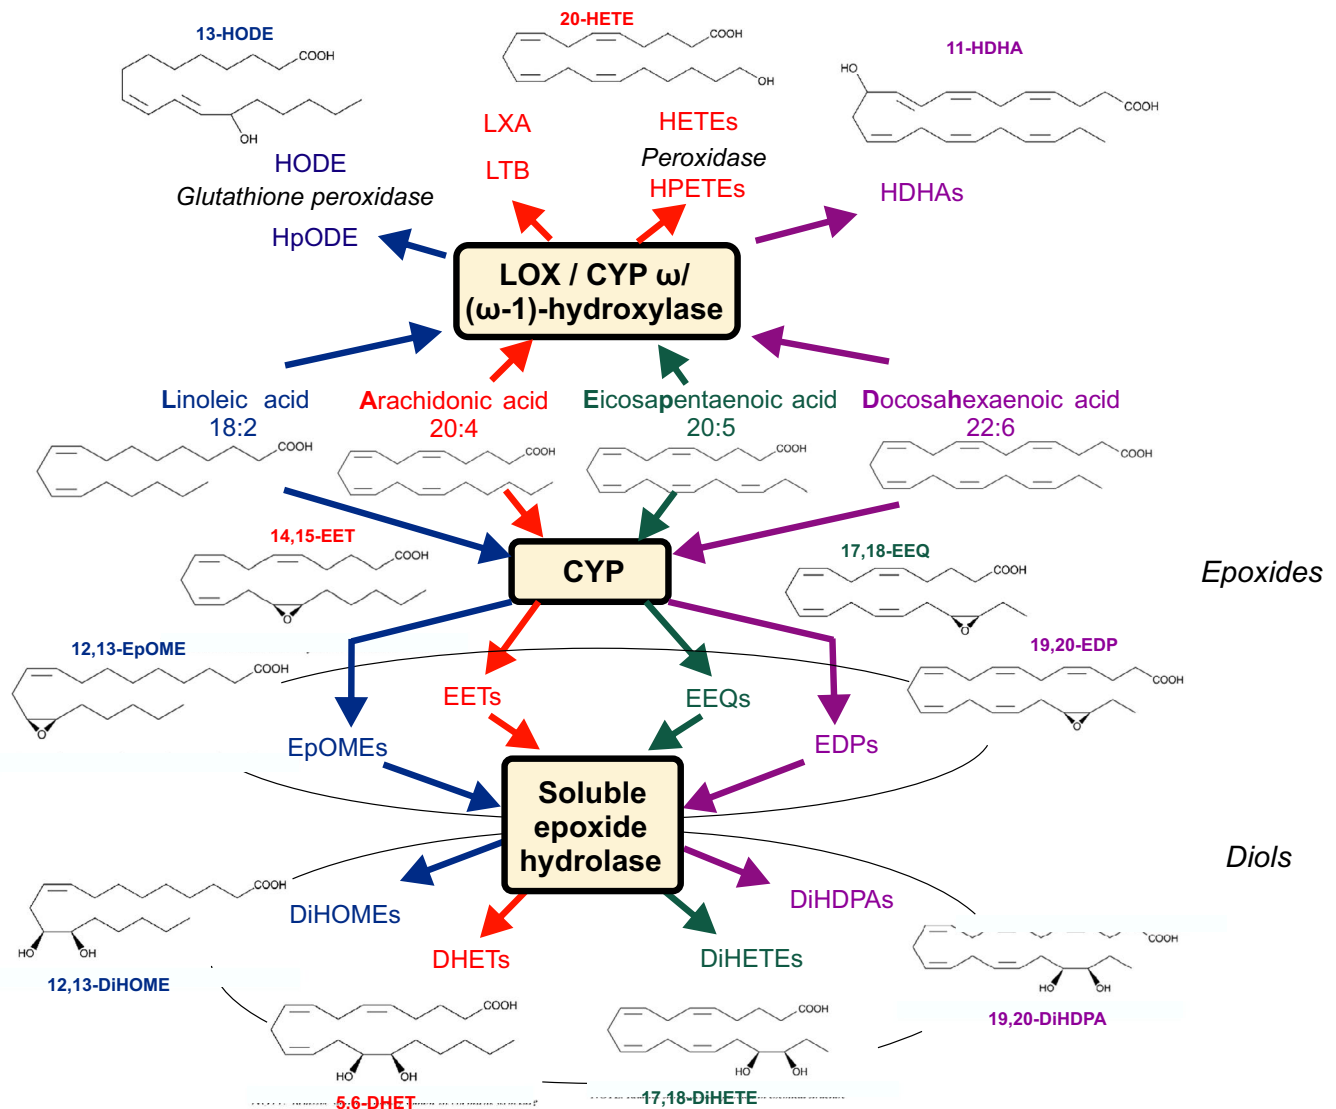 20-HETE
13-HODE
11-HDHA
COOH
COOH
OH
HO
COOH
OH
LXA
HETEs
HODE
Peroxidase
LTB
HPETEs
Glutathione peroxidase
HDHAs
HpODE
LOX / CYP ω/
(ω-1)-hydroxylase
Linoleic acid
18:2
Arachidonic acid
20:4
Eicosapentaenoic acid
20:5
Docosahexaenoic acid
22:6
COOH
COOH
COOH
COOH
14,15-EET
COOH
O
CYP
17,18-EEQ
COOH
O
Epoxides
12,13-EpOME
COOH
O
19,20-EDP
COOH
O
EETs
EEQs
EpOMEs
EDPs
Soluble
epoxide
hydrolase
Diols
COOH
HO
OH
12,13-DiHOME
DiHOMEs
DiHDPAs
DHETs
DiHETEs
COOH
HO
OH
19,20-DiHDPA
COOH
HO
OH
5,6-DHET
COOH
HO
OH
17,18-DiHETE